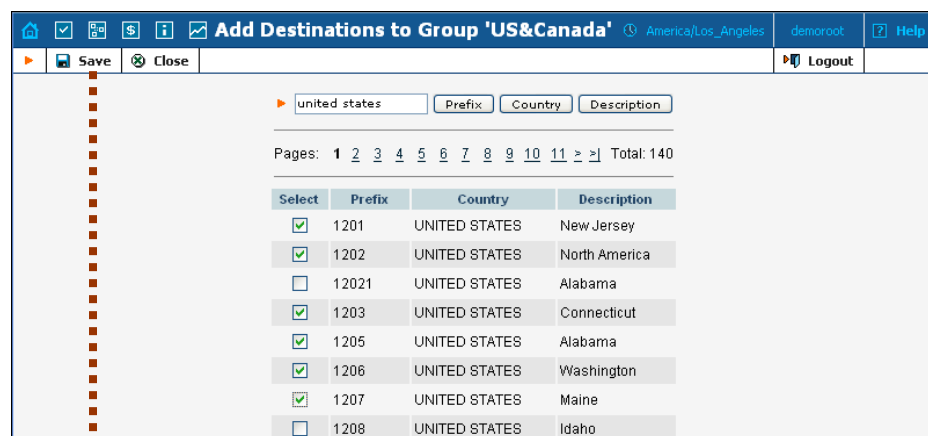 Add Destinations to Group 'US&Canada' America/Los_Angeles demoroot ? Help
Save Close Logout
united states Prefix Country Description
Pages: 1 2 3 4 5 6 7 8 9 10 11 > >| Total: 140
Select Prefix Country Description
1201 UNITED STATES New Jersey
1202 UNITED STATES North America
12021 UNITED STATES Alabama
1203 UNITED STATES Connecticut
1205 UNITED STATES Alabama
1206 UNITED STATES Washington
1207 UNITED STATES Maine
1208 UNITED STATES Idaho